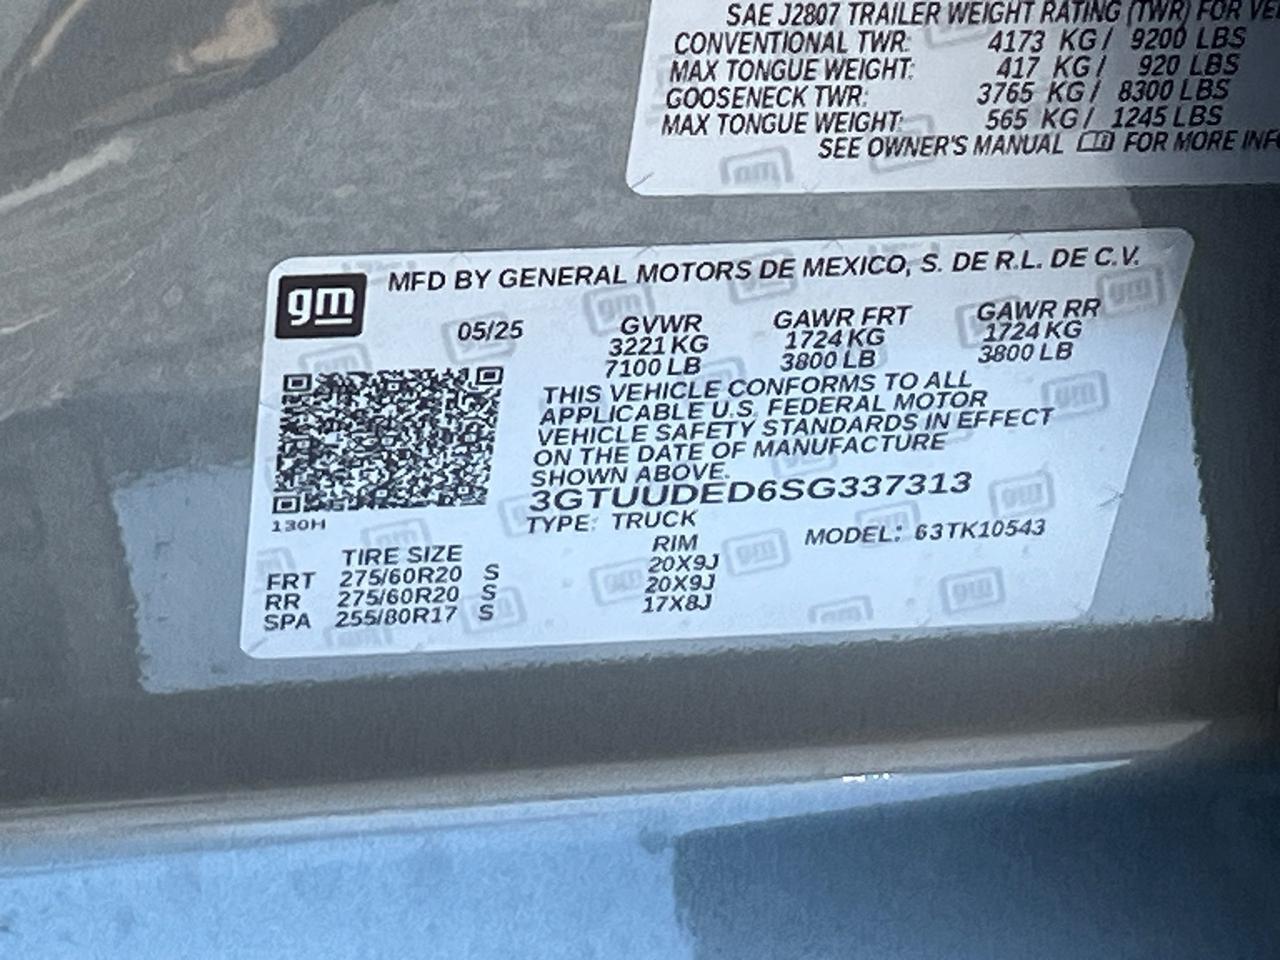 SAE J2807 TRAILER WEIGHT RATING (TWR) FOR
CONVENTIONAL TWR: 4173 KG / 9200 LBS
MAX TONGUE WEIGHT: 417 KG / 920 LBS
GOOSENECK TWR: 3765 KG / 8300 LBS
MAX TONGUE WEIGHT: 565 KG / 1245 LBS
SEE OWNER'S MANUAL FOR MORE INF
gm
MFD BY GENERAL MOTORS DE MEXICO, S. DE R.L. DE C.V.
05/25 GVWR GAWR FRT GAWR RR
3221 KG 1724 KG 1724 KG
7100 LB 3800 LB 3800 LB
THIS VEHICLE CONFORMS TO ALL
APPLICABLE U.S. FEDERAL MOTOR
VEHICLE SAFETY STANDARDS IN EFFECT
ON THE DATE OF MANUFACTURE
SHOWN ABOVE.
3GTUUDED6SG337313
130H
TYPE: TRUCK MODEL: 63TK10543
TIRE SIZE RIM
FRT 275/60R20 S 20X9J
RR 275/60R20 S 20X9J
SPA 255/80R17 S 17X8J